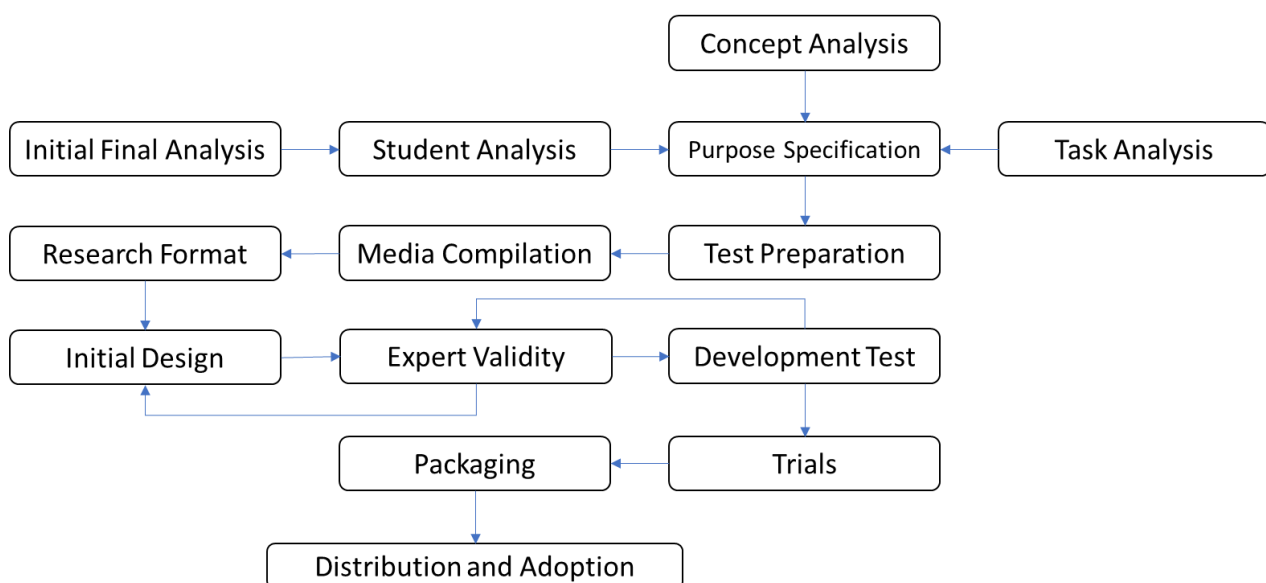 Concept Analysis
Initial Final Analysis
Student Analysis
Purpose Specification
Task Analysis
Research Format
Media Compilation
Test Preparation
Initial Design
Expert Validity
Development Test
Packaging
Trials
Distribution and Adoption